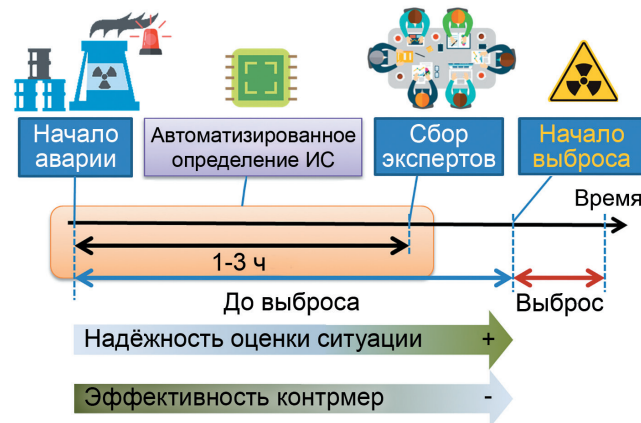 Начало
аварии
Автоматизированное
определение ИС
Сбор
экспертов
Начало
выброса
Время
1-3 ч
До выброса
Выброс
Надёжность оценки ситуации +
Эффективность контрмер -